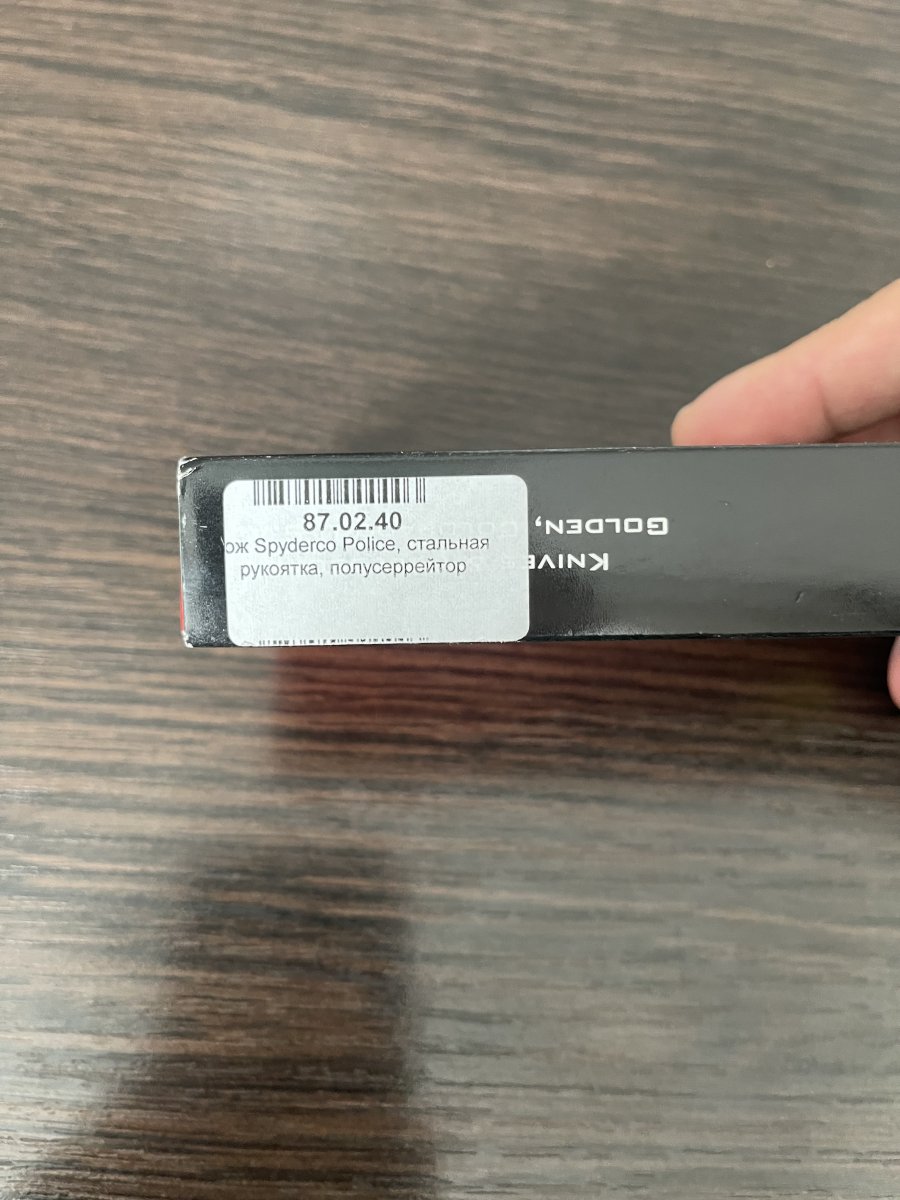 87.02.40
ож Spyderco Police, стальная
рукоятка, полусеррейтор
GOLDEN,
KNIVE